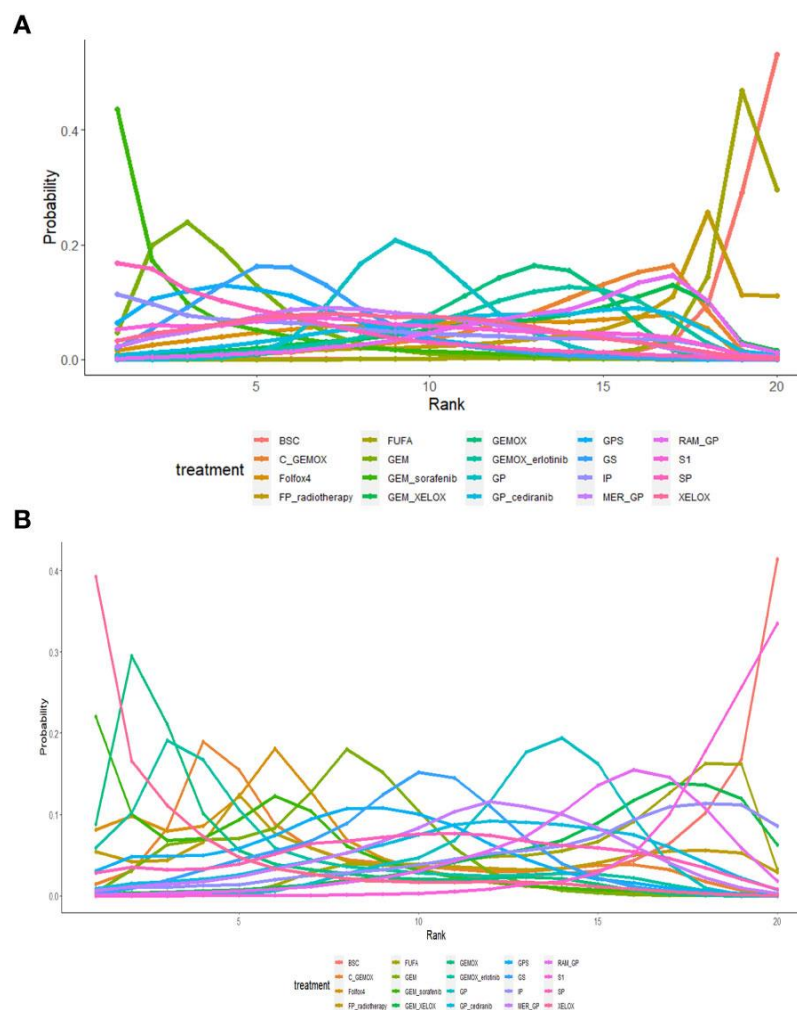 A
Probability
0.4
0.2
0.0
5 10 15 20
Rank
treatment
BSC FUFA GEMOX GPS RAM_GP
C_GEMOX GEM GEMOX_erlotinib GS S1
Folfox4 GEM_sorafenib GP IP SP
FP_radiotherapy GEM_XELOX GP_cediranib MER_GP XELOX
B
Probability
0.4
0.3
0.2
0.1
0.0
5 10 15 20
Rank
treatment
BSC FUFA GEMOX GPS RAM_GP
C_GEMOX GEM GEMOX_erlotinib GS S1
Folfox4 GEM_sorafenib GP IP SP
FP_radiotherapy GEM_XELOX GP_cediranib MER_GP XELOX